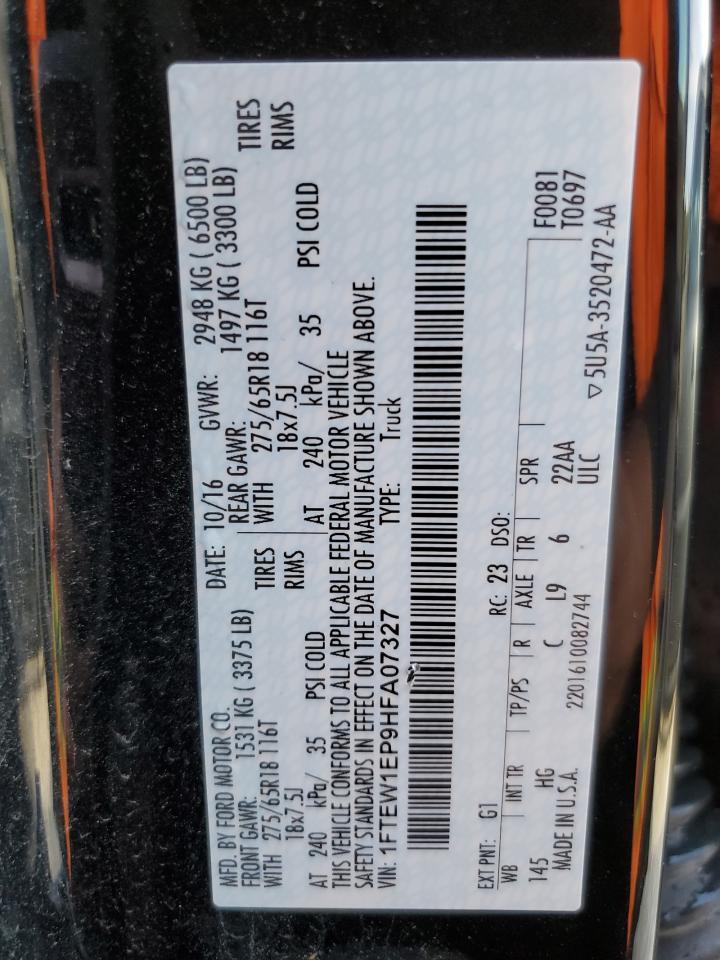 MFD. BY FORD MOTOR CO. DATE: 10/16 GVWR: 2948 KG ( 6500 LB)
FRONT GAWR: 1531 KG ( 3375 LB) REAR GAWR: 1497 KG ( 3300 LB)
WITH 275/65R18 116T TIRES WITH 275/65R18 116T TIRES
18x7.5J RIMS 18x7.5J RIMS
AT 240 kPa/ 35 PSI COLD AT 240 kPa/ 35 PSI COLD
THIS VEHICLE CONFORMS TO ALL APPLICABLE FEDERAL MOTOR VEHICLE
SAFETY STANDARDS IN EFFECT ON THE DATE OF MANUFACTURE SHOWN ABOVE.
VIN: 1FTEW1EP9HFA07327 TYPE: Truck
EXT PNT: G1 RC: 23 DSO:
WB INT TR TP/PS R AXLE TR SPR F0081
145 HG C L9 6 22AA T0697
MADE IN U.S.A. 2201610082744 ULC ▽5U5A-3520472-AA